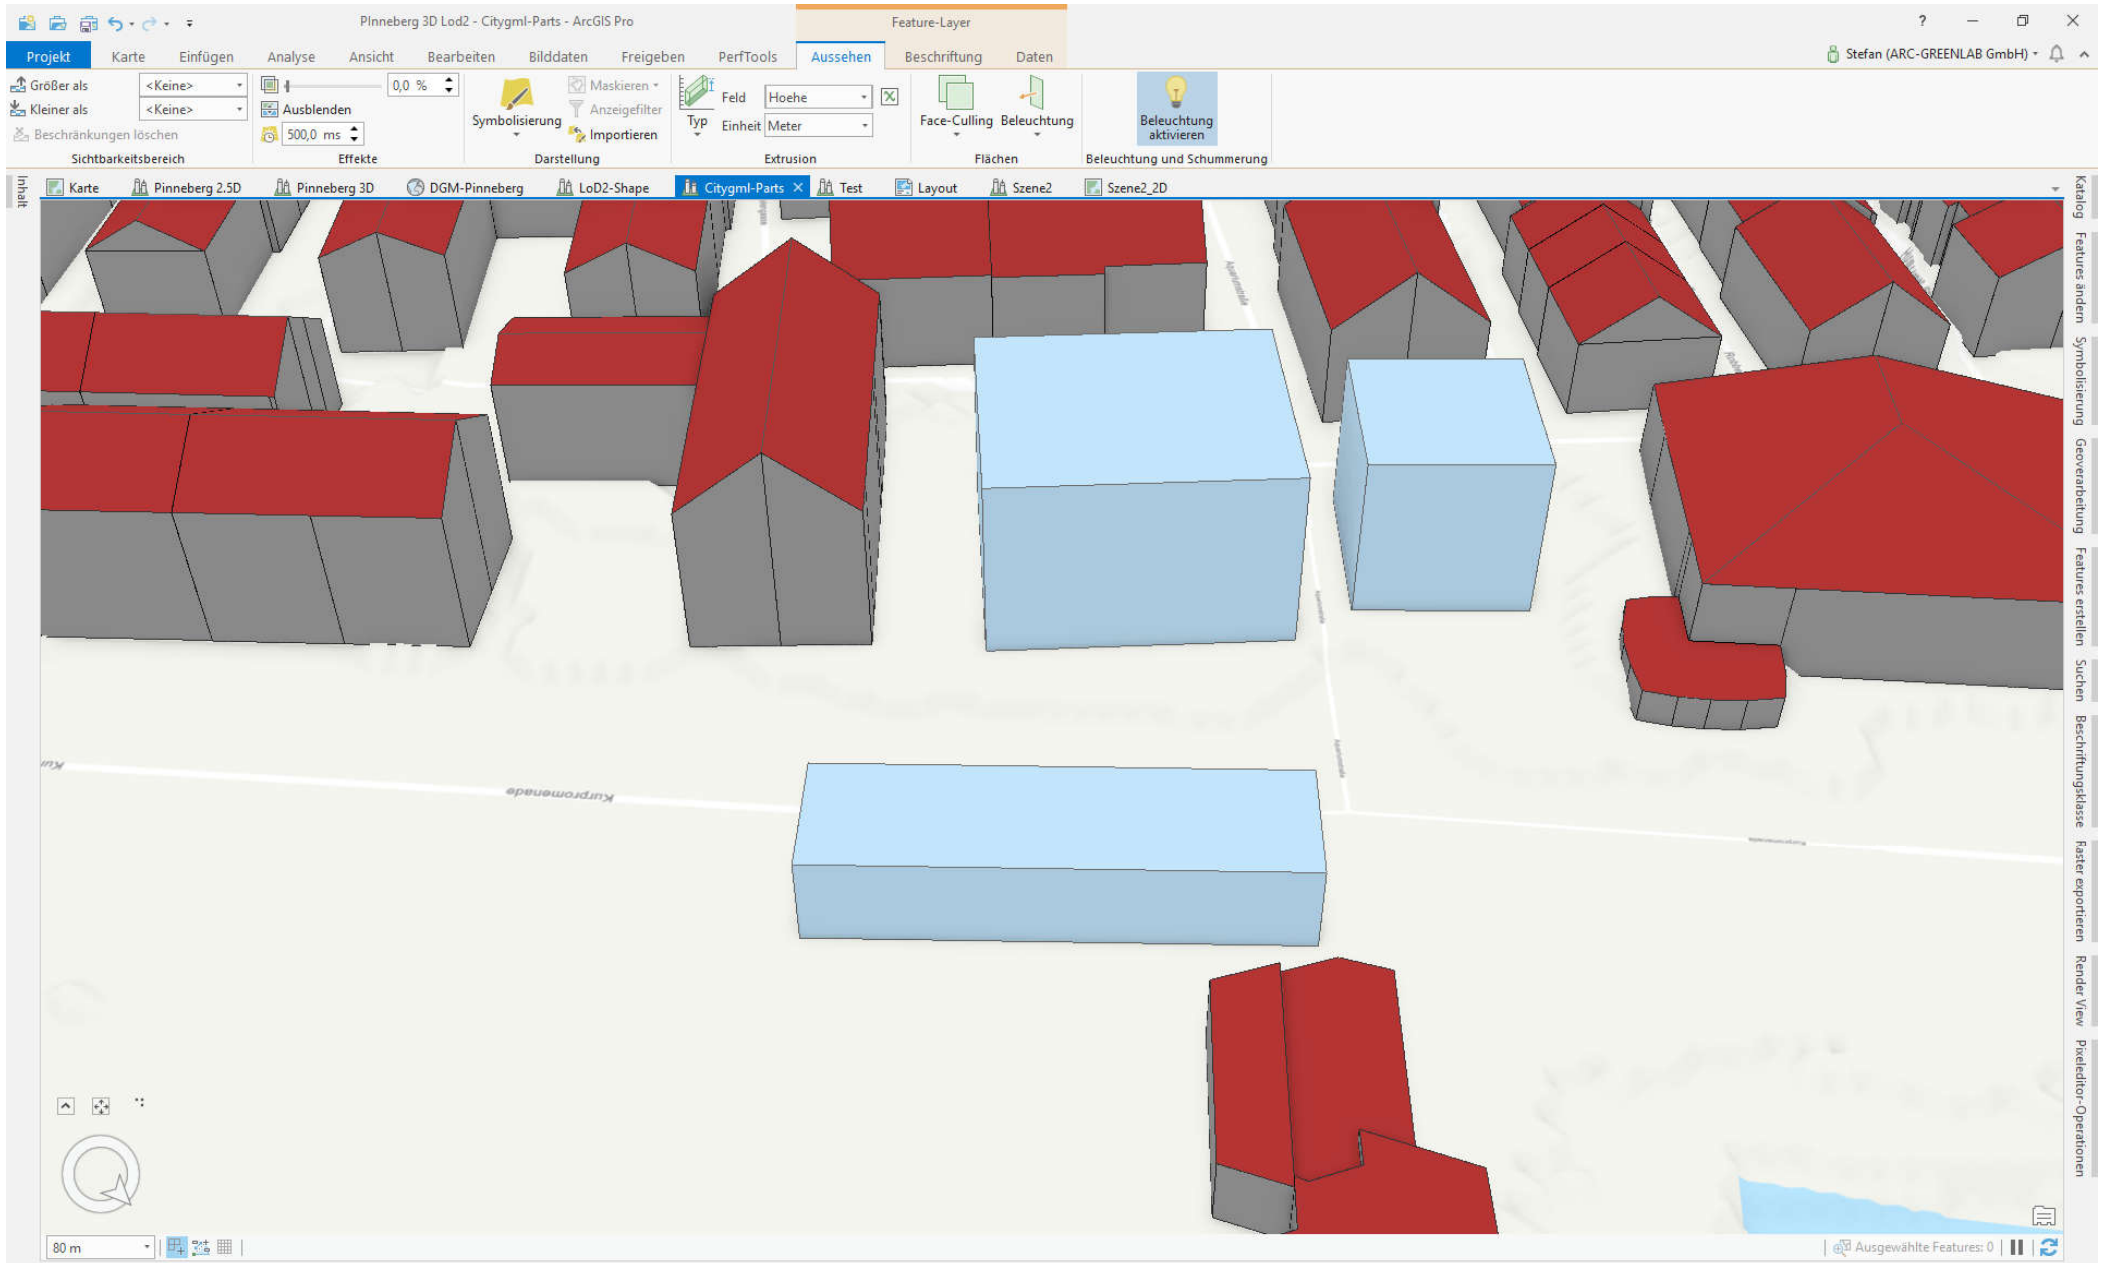 PInneberg 3D Lod2 - Citygml-Parts - ArcGIS Pro
Feature-Layer
?
Projekt Karte Einfügen Analyse Ansicht Bearbeiten Bilddaten Freigeben PerfTools Aussehen Beschriftung Daten
Stefan (ARC-GREENLAB GmbH)
Größer als <Keine>
Kleiner als <Keine>
Beschränkungen löschen
Sichtbarkeitsbereich
0,0 %
Ausblenden
500,0 ms
Effekte
Symbolisierung
Maskieren
Anzeigefilter
Importieren
Darstellung
Typ
Feld Hoehe
Einheit Meter
Extrusion
Face-Culling Beleuchtung
Flächen
Beleuchtung
aktivieren
Beleuchtung und Schummerung
Inhalt
Karte Pinneberg 2.5D Pinneberg 3D DGM-Pinneberg LoD2-Shape Citygml-Parts Test Layout Szene2 Szene2_2D
Kur
Kurpromenade
Katalog
Features ändern
Symbolisierung
Geoverarbeitung
Features erstellen
Suchen
Beschriftungsklasse
Raster exportieren
Render View
Pixeleditor-Operationen
80 m
Ausgewählte Features: 0